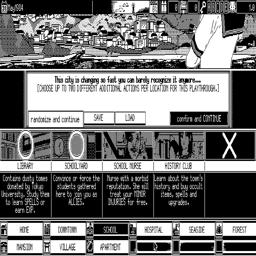 This city is changing so fast you can barely recognize it anymore...
[CHOOSE UP TO TWO DIFFERENT ADDITIONAL ACTIONS PER LOCATION FOR THIS PLAYTHROUGH.]
randomize and continue
SAVE
LOAD
confirm and CONTINUE
LIBRARY
SCHOOLYARD
SCHOOL NURSE
HISTORY CLUB
Contains dusty tomes
donated by Tokyo
University. Study them
to learn SPELLS or
earn EXP.
Convince or force the
students gathered
here to join you as
ALLIES.
Nurse with a morbid
reputation. She will
treat your MINOR
INJURIES for free.
Learn about the town's
history and buy occult
items, spells and
upgrades.
HOME
DOWNTOWN
SCHOOL
HOSPITAL
SEASIDE
FOREST
MANSION
VILLAGE
APARTMENT